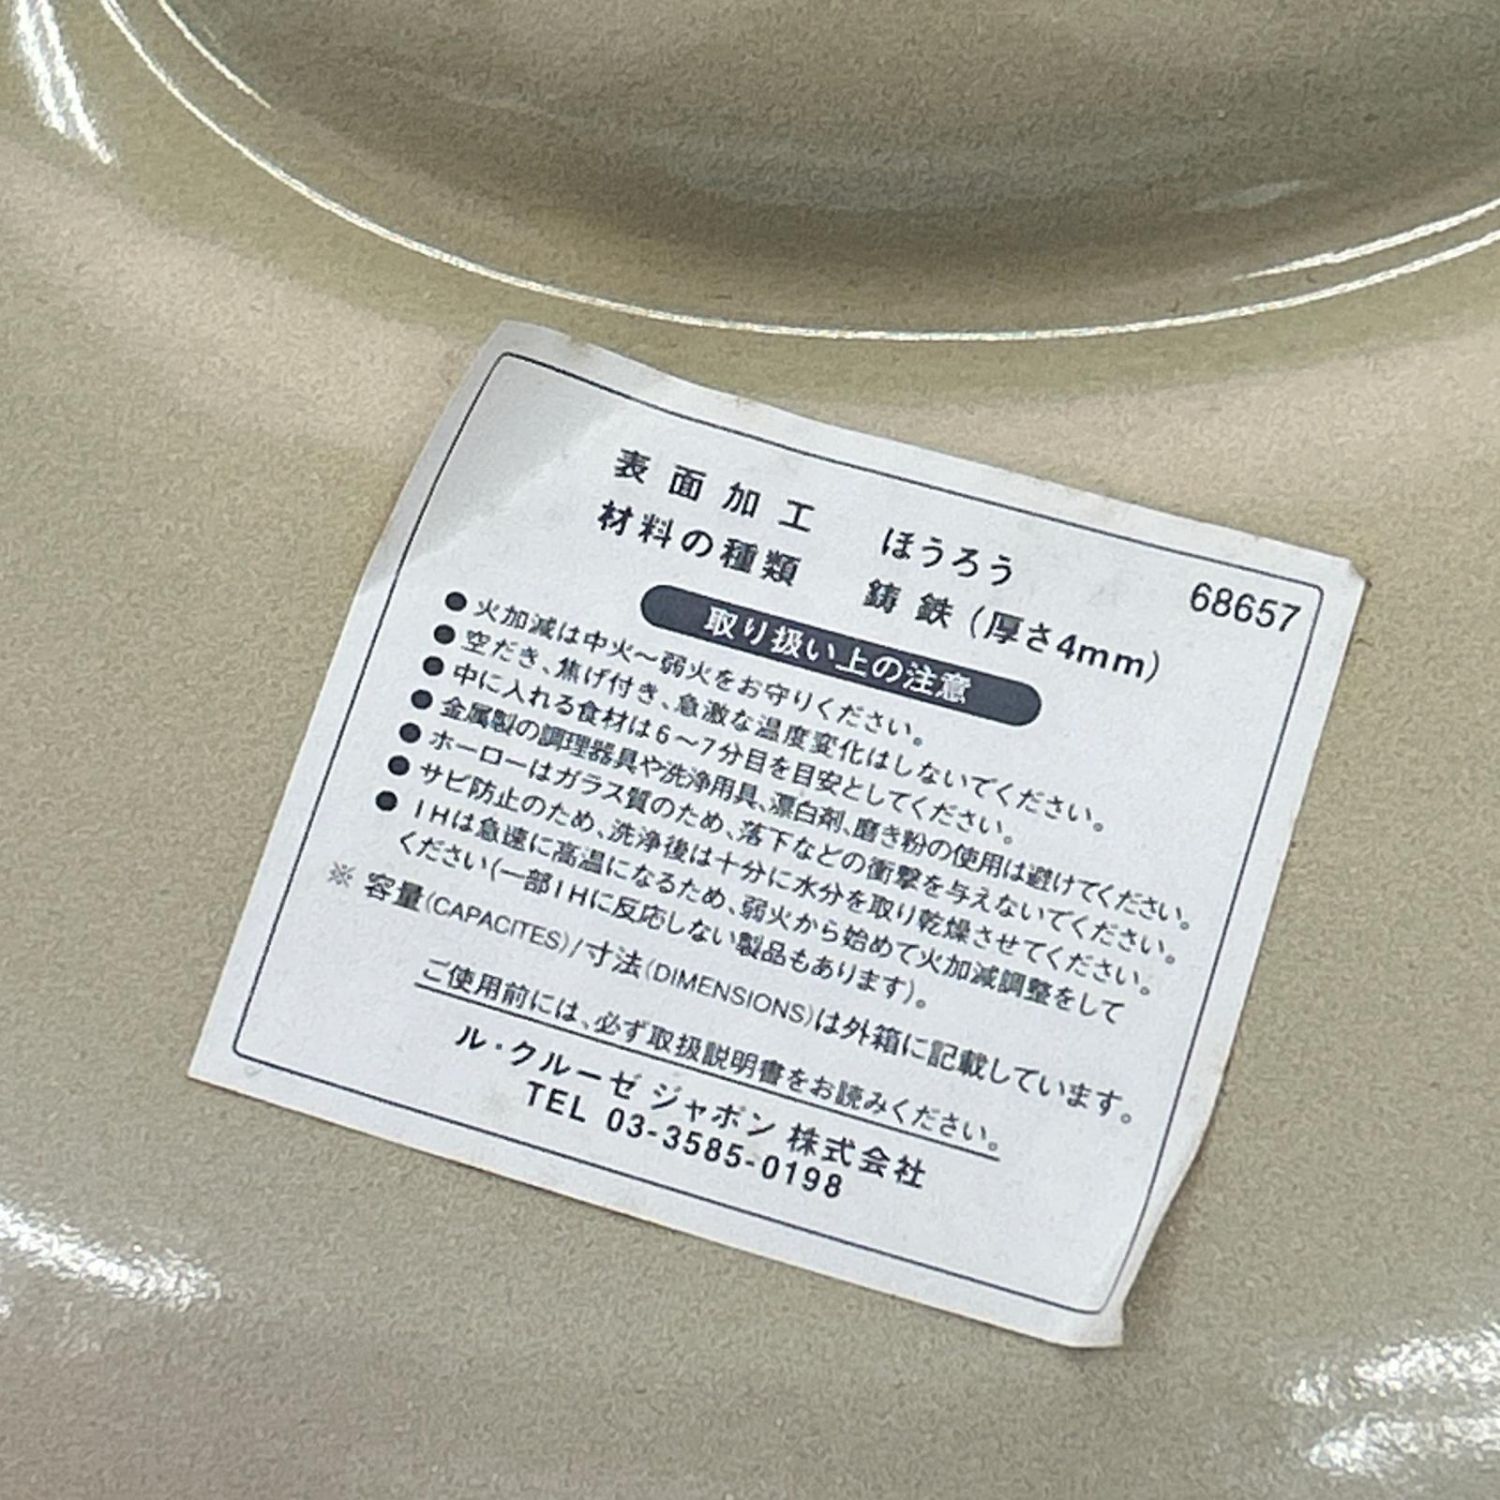 表面加工 ほうろう
材料の種類 鋳鉄(厚さ4mm)
68657
取り扱い上の注意
●火加減は中火～弱火をお守りください。
●空だき、焦げ付き、急激な温度変化はしないでください。
●中に入れる食材は6～7分目を目安としてください。
●金属製の調理器具や洗浄用具、漂白剤、磨き粉の使用は避けてください。
●ホーローはガラス質のため、落下などの衝撃を与えないでください。
●サビ防止のため、洗浄後は十分に水分を取り乾燥させてください。
●IHは急速に高温になるため、弱火から始めて火加減調整をして
ください(一部IHに反応しない製品もあります)。
※容量(CAPACITES)/寸法(DIMENSIONS)は外箱に記載しています。
ご使用前には、必ず取扱説明書をお読みください。
ル・クルーゼ ジャポン 株式会社
TEL 03-3585-0198